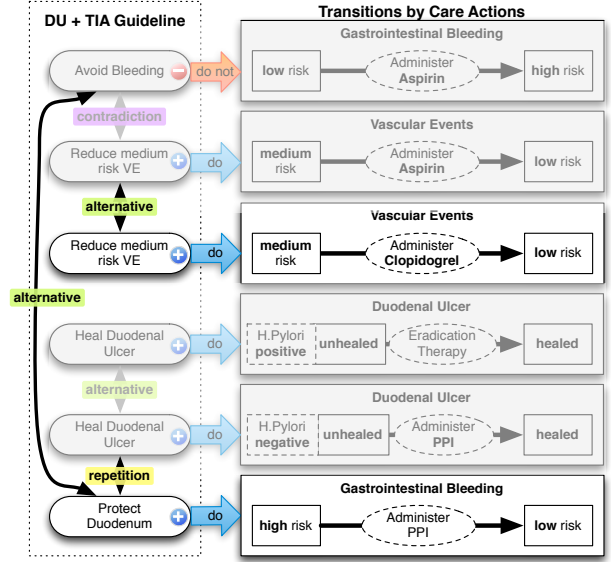 DU + TIA Guideline
Transitions by Care Actions
Avoid Bleeding
do not
Gastrointestinal Bleeding
low risk
Administer
Aspirin
high risk
contradiction
Reduce medium
risk VE
do
Vascular Events
medium
risk
Administer
Aspirin
low risk
alternative
Reduce medium
risk VE
do
Vascular Events
medium
risk
Administer
Clopidogrel
low risk
alternative
Heal Duodenal
Ulcer
do
Duodenal Ulcer
H.Pylori
positive
unhealed
Eradication
Therapy
healed
alternative
Heal Duodenal
Ulcer
do
Duodenal Ulcer
H.Pylori
negative
unhealed
Administer
PPI
healed
repetition
Protect
Duodenum
do
Gastrointestinal Bleeding
high risk
Administer
PPI
low risk